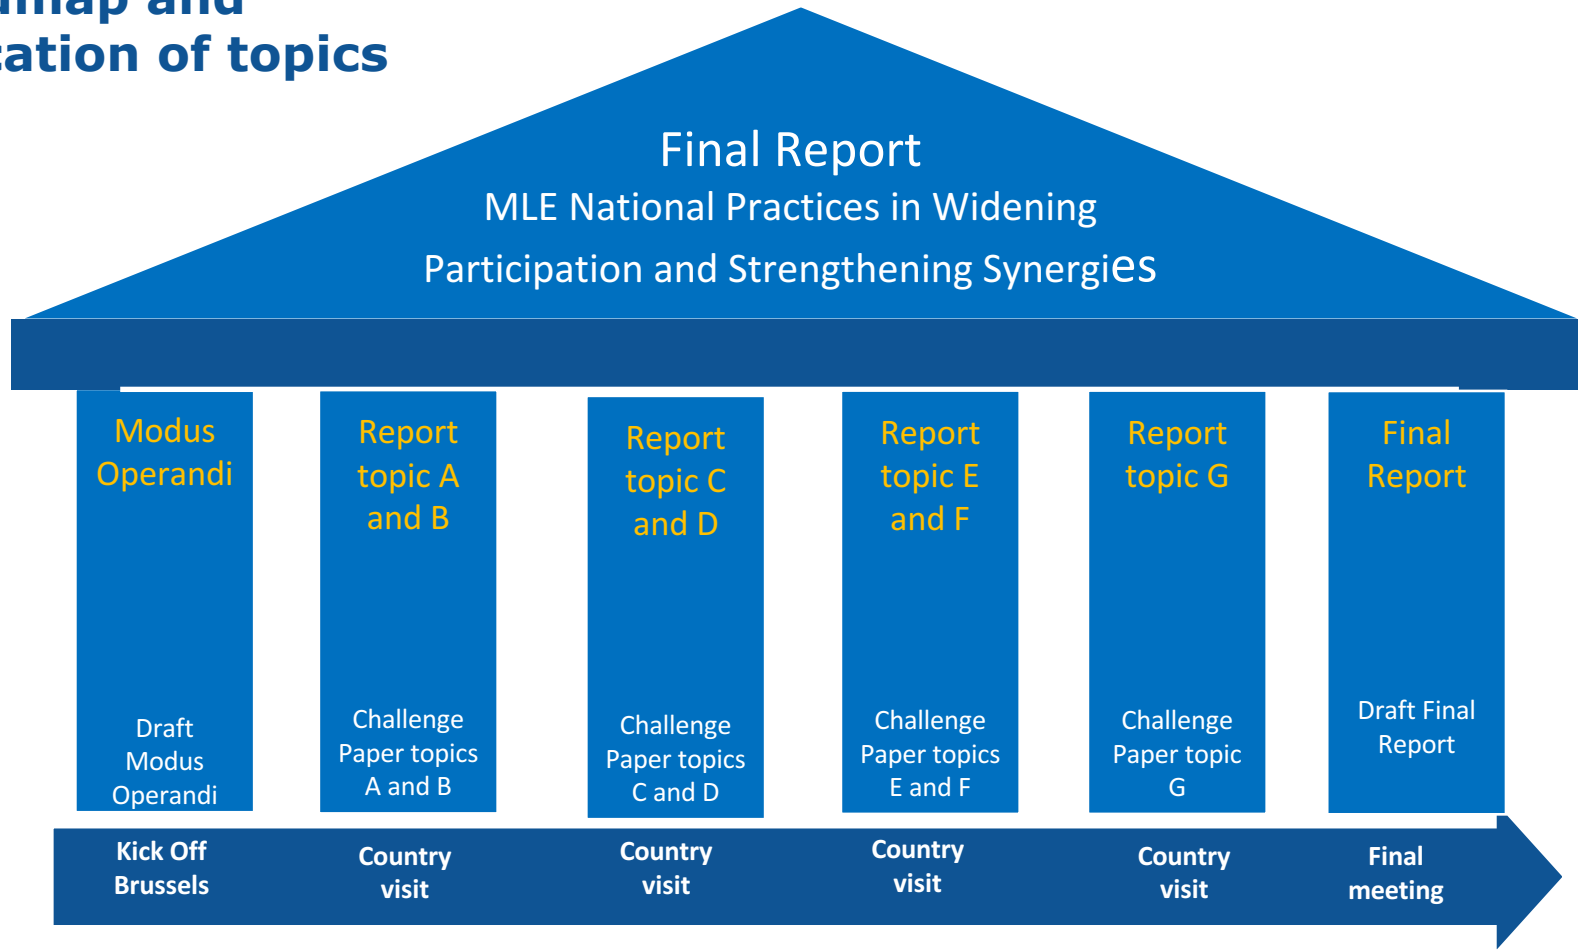 and
of topics
Final Report
MLE National Practices in Widening
Participation and Strengthening Synergies
Modus
Operandi
Draft
Modus
Operandi
Report
topic A
and B
Challenge
Paper topics
A and B
Report
topic C
and D
Challenge
Paper topics
C and D
Report
topic E
and F
Challenge
Paper topics
E and F
Report
topic G
Challenge
Paper topic
G
Final
Report
Draft Final
Report
Kick Off
Brussels
Country
visit
Country
visit
Country
visit
Country
visit
Final
meeting